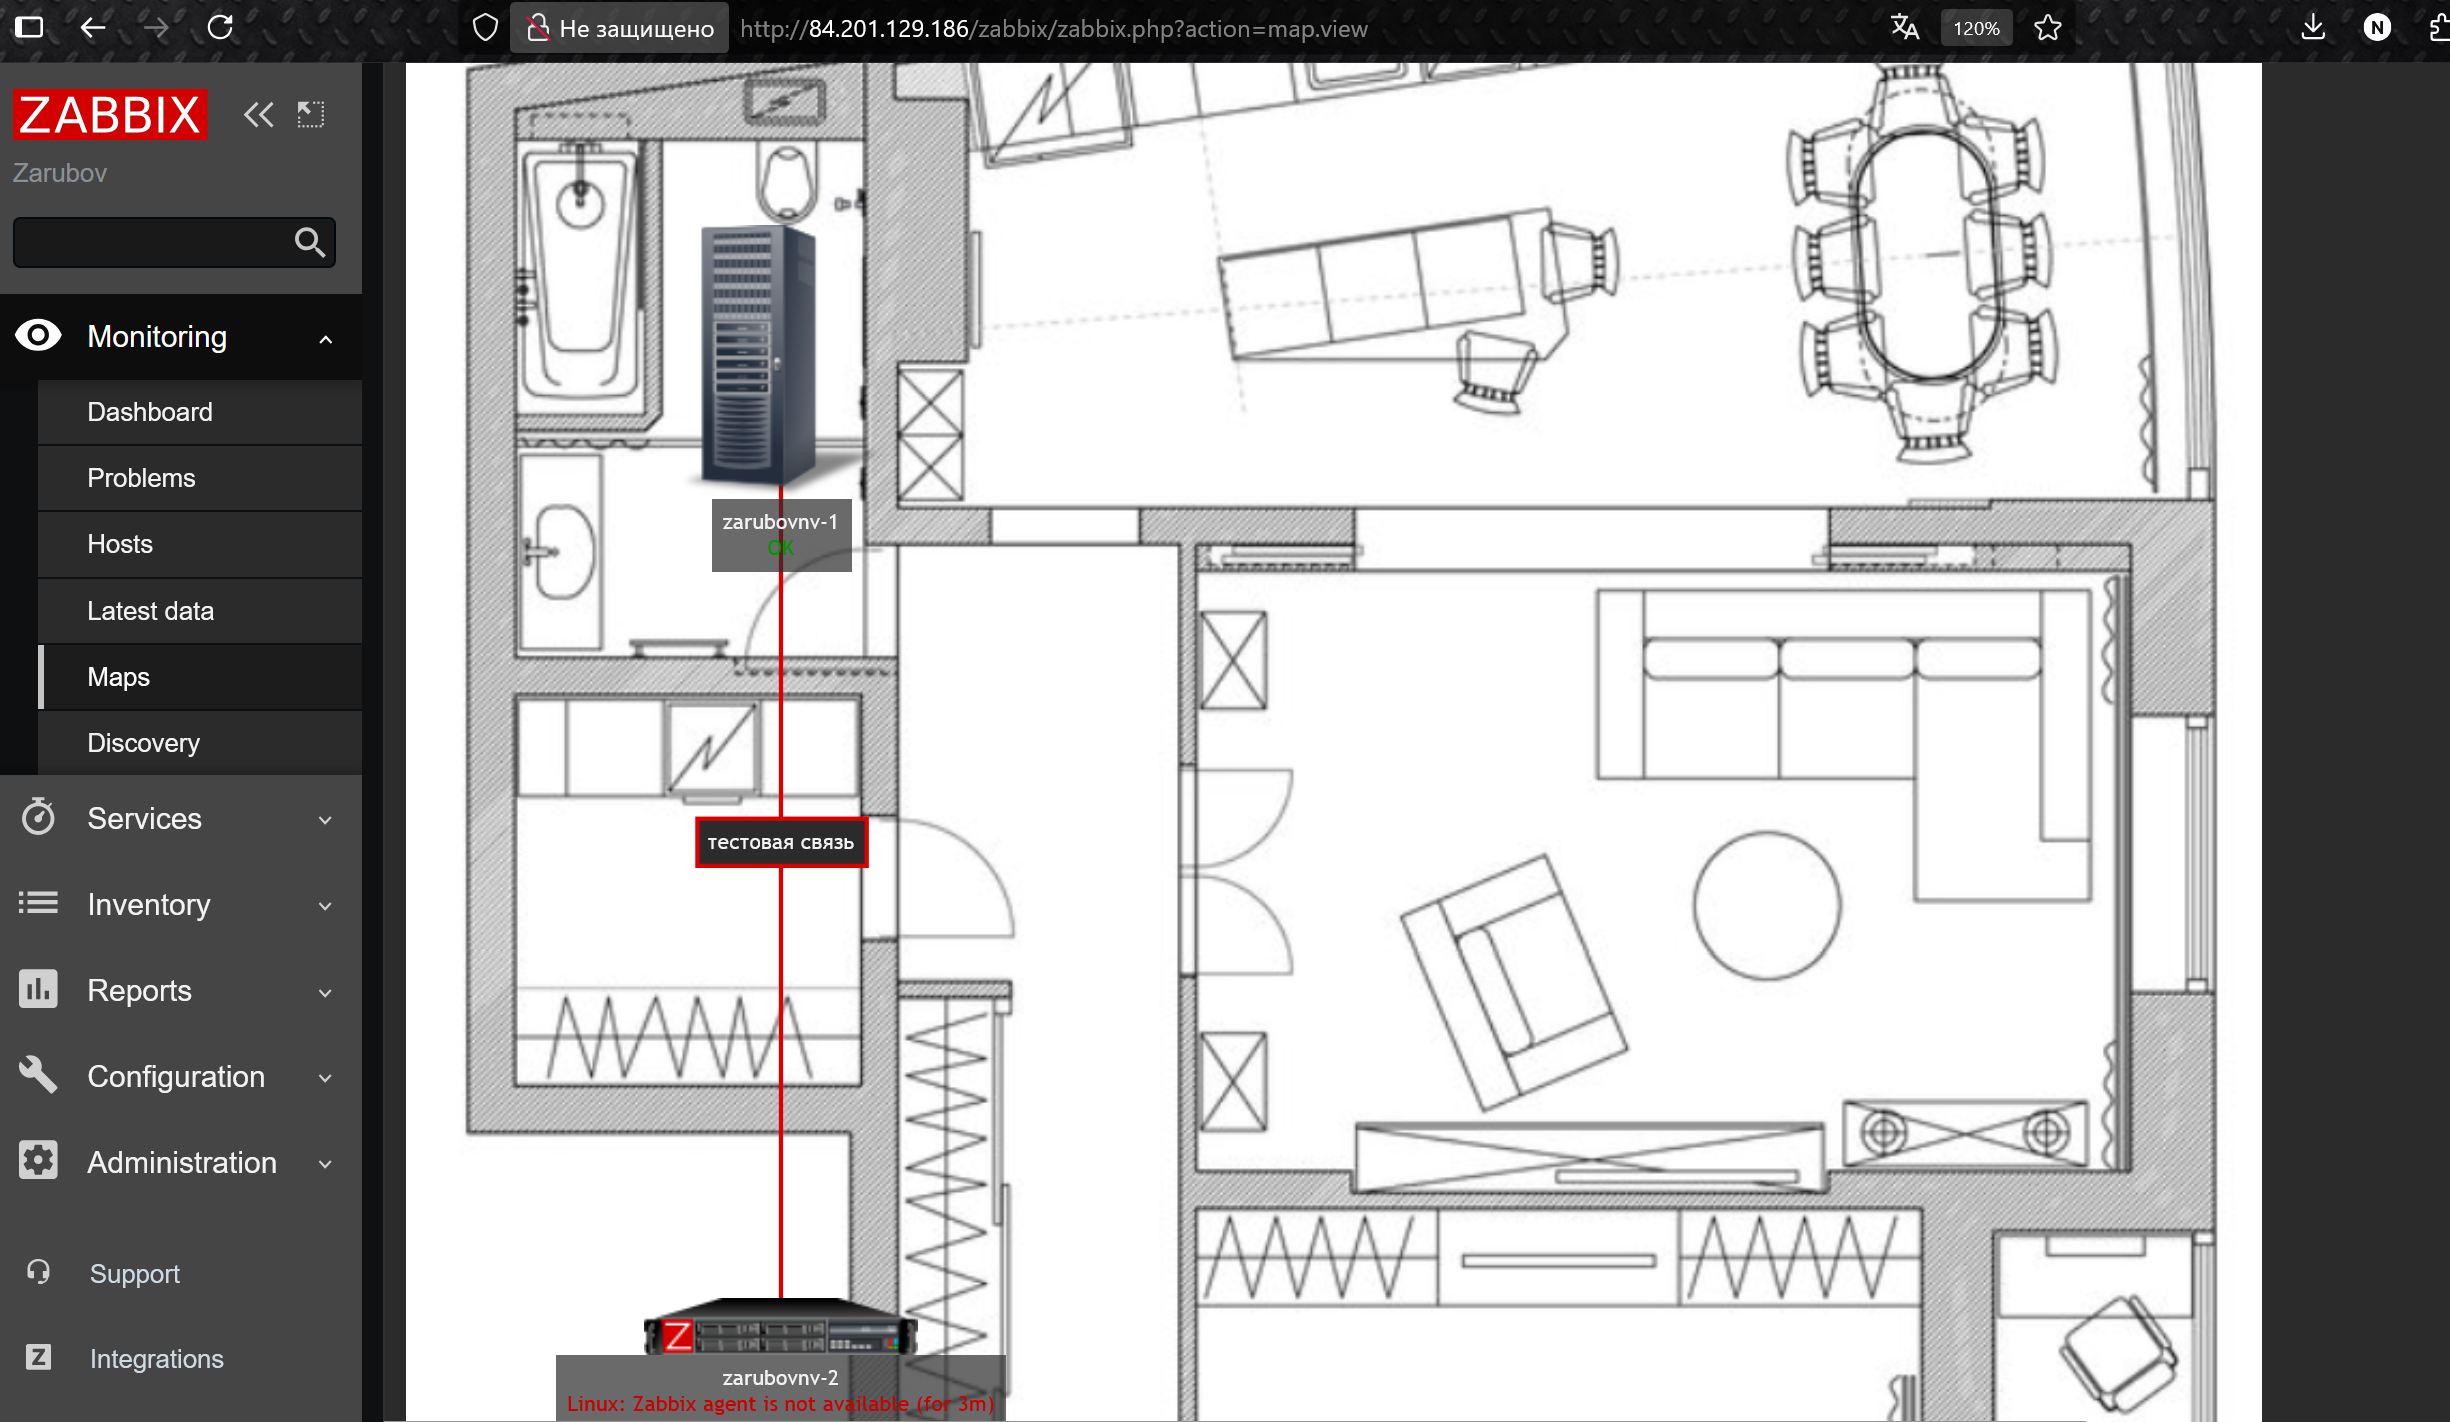 Не защищено
http://84.201.129.186/zabbix/zabbix.php?action=map.view
120%
N
ZABBIX
Zarubov
Monitoring
Dashboard
Problems
Hosts
Latest data
Maps
Discovery
Services
Inventory
Reports
Configuration
Administration
Support
Z
Integrations
zarubovnv-1
OK
тестовая связь
Z
zarubovnv-2
Linux: Zabbix agent is not available (for 3m)